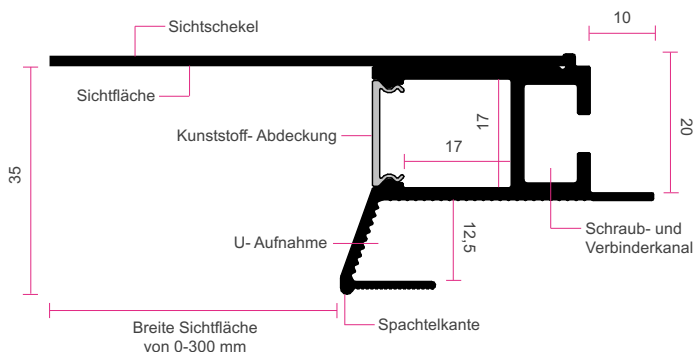 Sichtschekel
10
Sichtfläche
Kunststoff- Abdeckung
17
17
20
35
U- Aufnahme
12,5
Schraub- und
Verbinderkanal
Breite Sichtfläche
von 0-300 mm
Spachtelkante